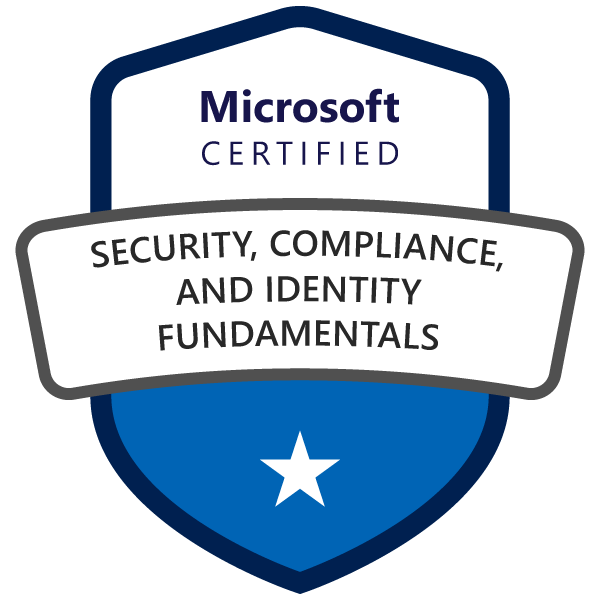 Microsoft
CERTIFIED
SECURITY, COMPLIANCE,
AND IDENTITY
FUNDAMENTALS